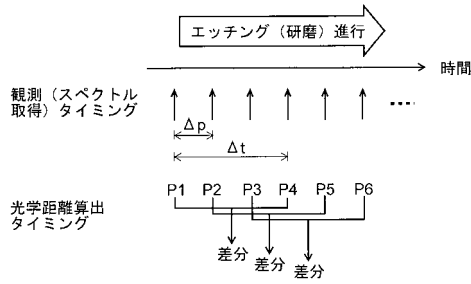 エッチング（研磨）進行
時間
観測（スペクトル
取得）タイミング
Δp
Δt
P1 P2 P3 P4 P5 P6
光学距離算出
タイミング
差分
差分
差分